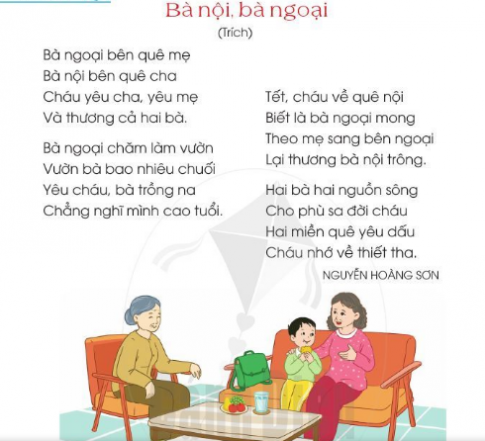 Bà nội, bà ngoại
(Trích)
Bà ngoại bên quê mẹ
Bà nội bên quê cha
Cháu yêu cha, yêu mẹ
Và thương cả hai bà.
Bà ngoại chăm làm vườn
Vườn bà bao nhiêu chuối
Yêu cháu, bà trồng na
Chẳng nghĩ mình cao tuổi.
Tết, cháu về quê nội
Biết là bà ngoại mong
Theo mẹ sang bên ngoại
Lại thương bà nội trông.
Hai bà hai nguồn sông
Cho phù sa đời cháu
Hai miền quê yêu dấu
Cháu nhớ về thiết tha.
NGUYỄN HOÀNG SƠN